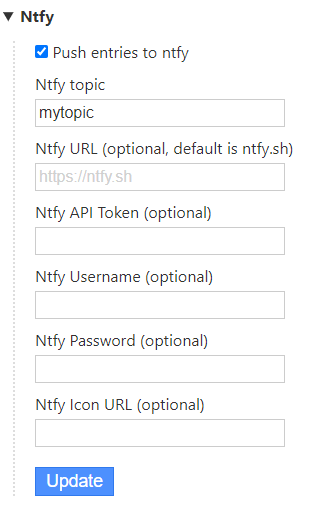 Ntfy
Push entries to ntfy
Ntfy topic
mytopic
Ntfy URL (optional, default is ntfy.sh)
https://ntfy.sh
Ntfy API Token (optional)
Ntfy Username (optional)
Ntfy Password (optional)
Ntfy Icon URL (optional)
Update